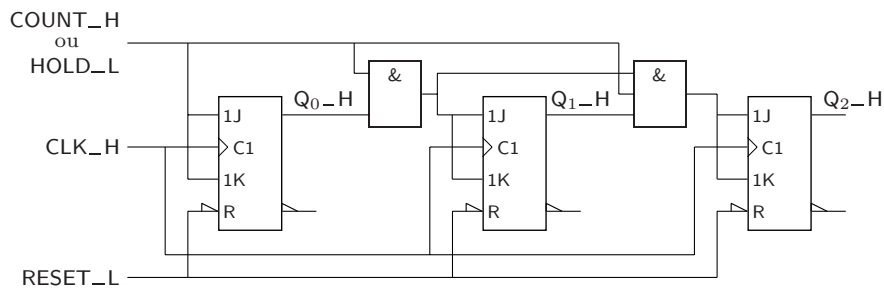 COUNT_H
ou
HOLD_L
& &
Q0_H Q1_H Q2_H
1J 1J 1J
CLK_H C1 C1 C1
1K 1K 1K
R R R
RESET_L